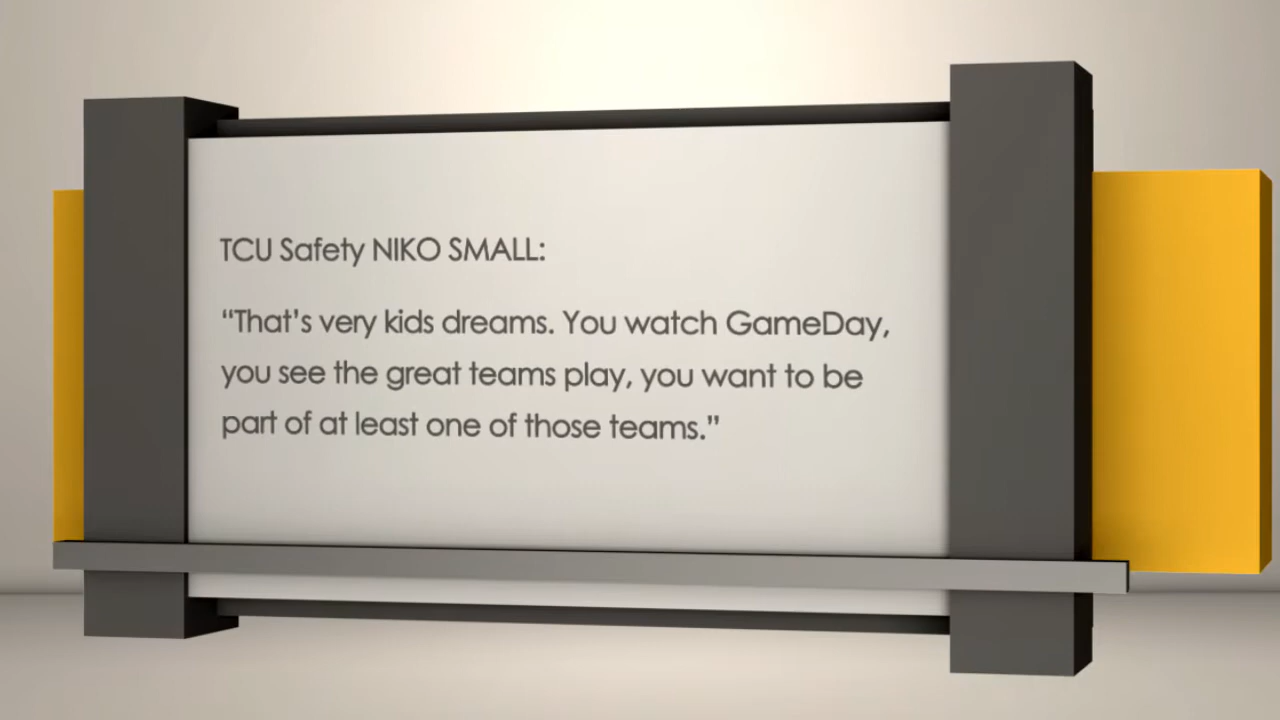 TCU Safety NIKO SMALL:
“That’s very kids dreams. You watch GameDay,
you see the great teams play, you want to be
part of at least one of those teams.”